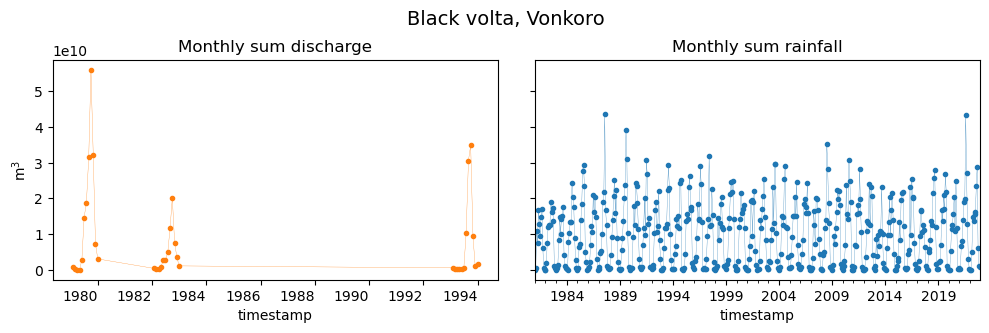 Black volta, Vonkoro
Monthly sum discharge
Monthly sum rainfall
1e10
5
4
3
2
1
0
m³
1980 1982 1984 1986 1988 1990 1992 1994
1984 1989 1994 1999 2004 2009 2014 2019
timestamp
timestamp